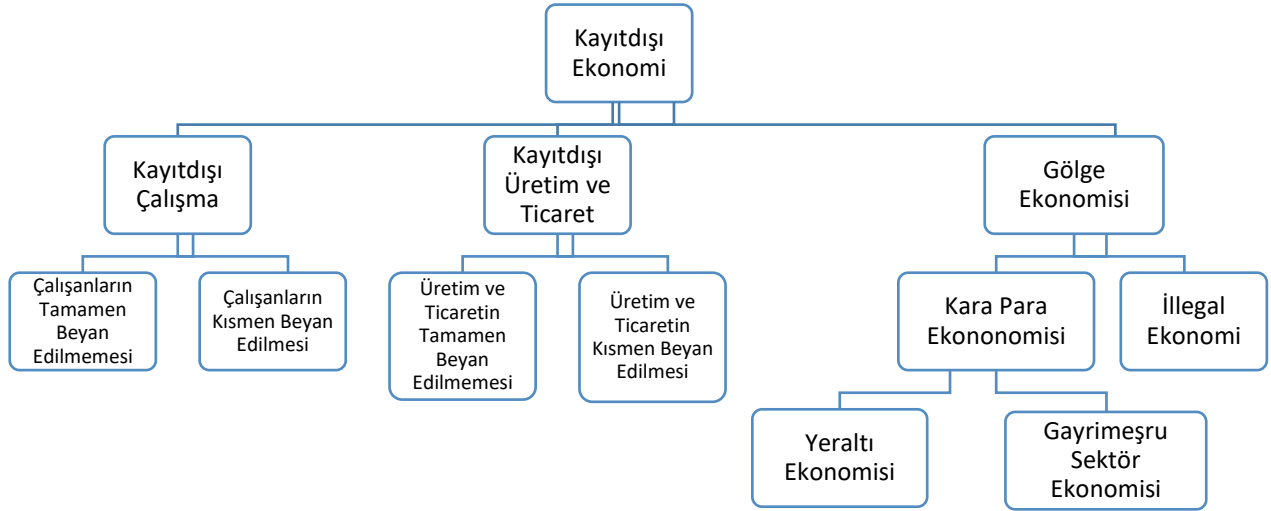 Kayıtdışı
Ekonomi
Kayıtdışı
Çalışma
Kayıtdışı
Üretim ve
Ticaret
Gölge
Ekonomisi
Çalışanların
Tamamen
Beyan
Edilmemesi
Çalışanların
Kısmen Beyan
Edilmesi
Üretim ve
Ticaretin
Tamamen
Beyan
Edilmemesi
Üretim ve
Ticaretin
Kısmen Beyan
Edilmesi
Kara Para
Ekononomisi
İllegal
Ekonomi
Yeraltı
Ekonomisi
Gayrimeşru
Sektör
Ekonomisi